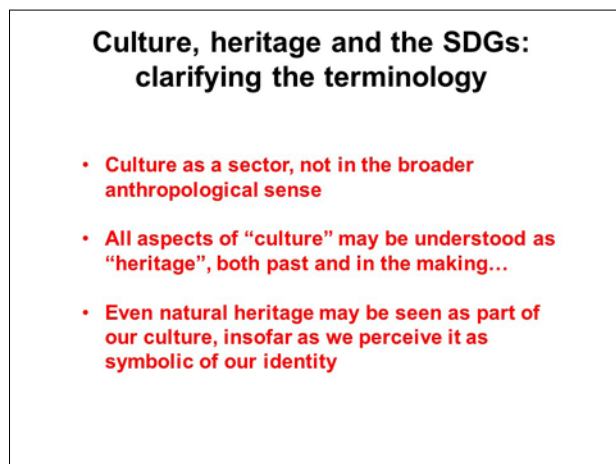 Culture, heritage and the SDGs:
clarifying the terminology
• Culture as a sector, not in the broader
anthropological sense
• All aspects of “culture” may be understood as
“heritage”, both past and in the making…
• Even natural heritage may be seen as part of
our culture, insofar as we perceive it as
symbolic of our identity